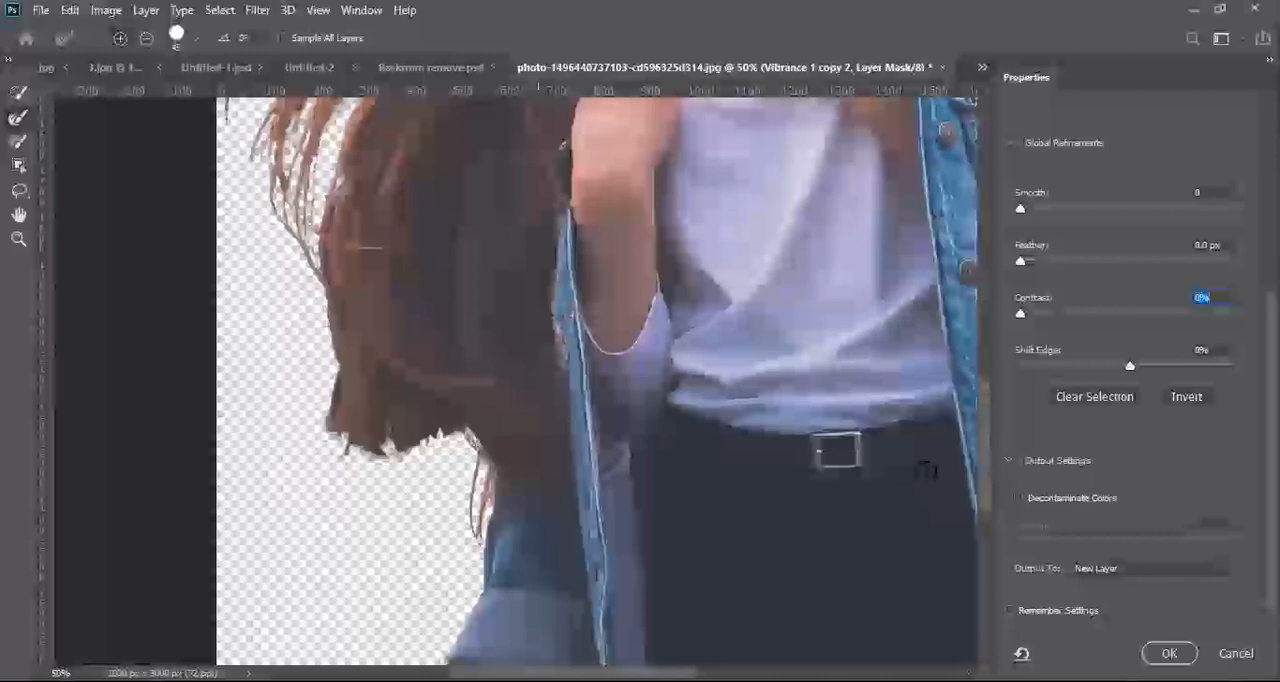 Ps File Edit Image Layer Type Select Filter 3D View Window Help
Sample All Layers
Untitled-1.psd Untitled-2 photo-1496440737103-cd596325d314.jpg @ 50% (Vibrance 1 copy 2, Layer Mask/8) *
Properties
Global Refinements
Smooth: 0
Feather: 0.0 px
Contrast: 0%
Shift Edge: 0%
Clear Selection Invert
Output Settings
Decontaminate Colors
Output To: New Layer
Remember Settings
OK Cancel
50%